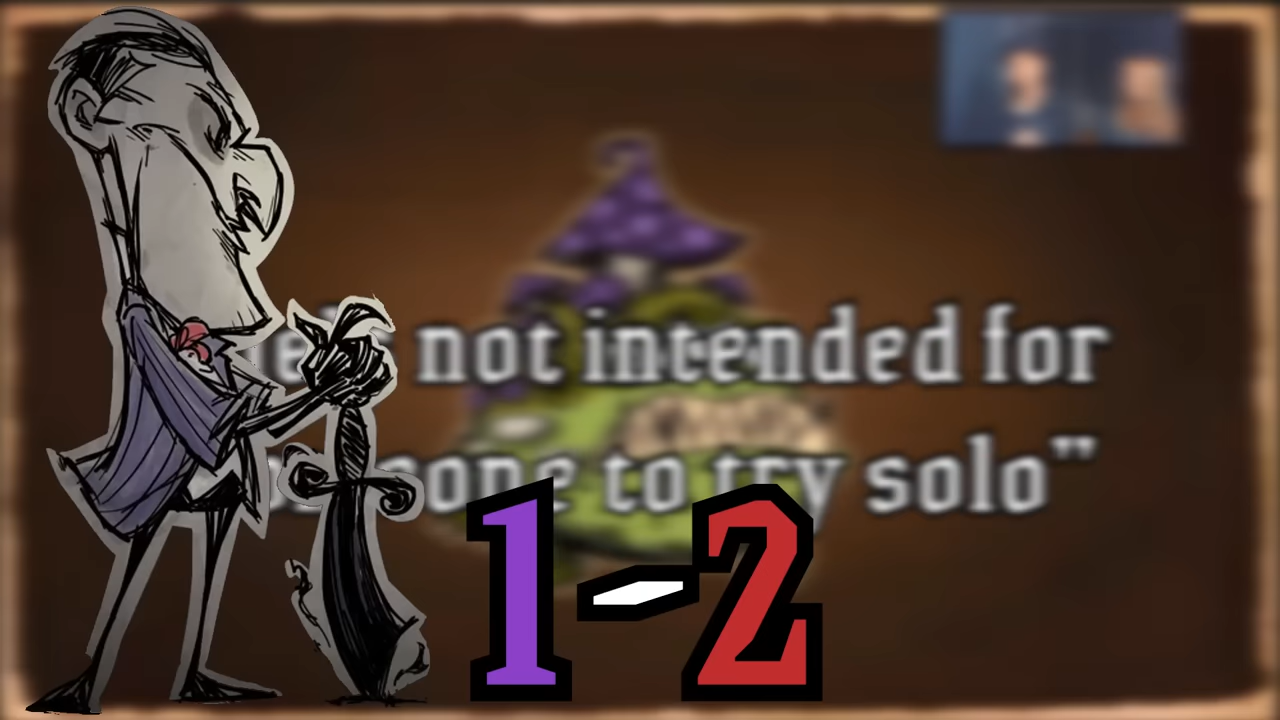 not intended for
to try solo"
1-2